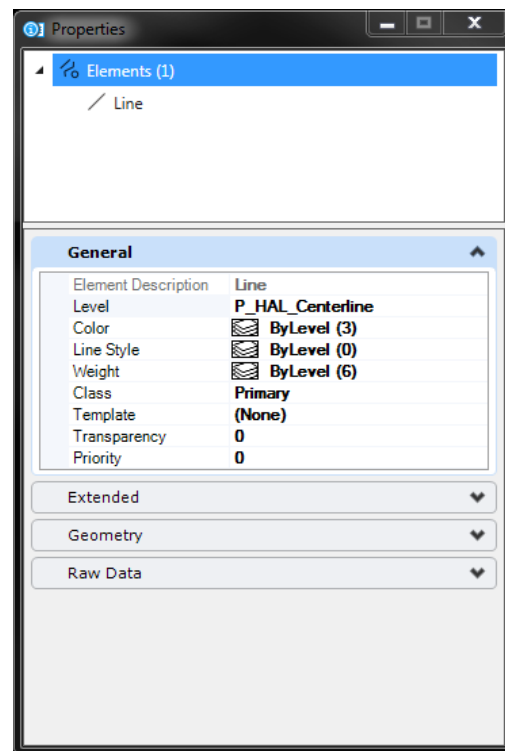 Properties
Elements (1)
Line
General
Element Description Line
Level P_HAL_Centerline
Color ByLevel (3)
Line Style ByLevel (0)
Weight ByLevel (6)
Class Primary
Template (None)
Transparency 0
Priority 0
Extended
Geometry
Raw Data